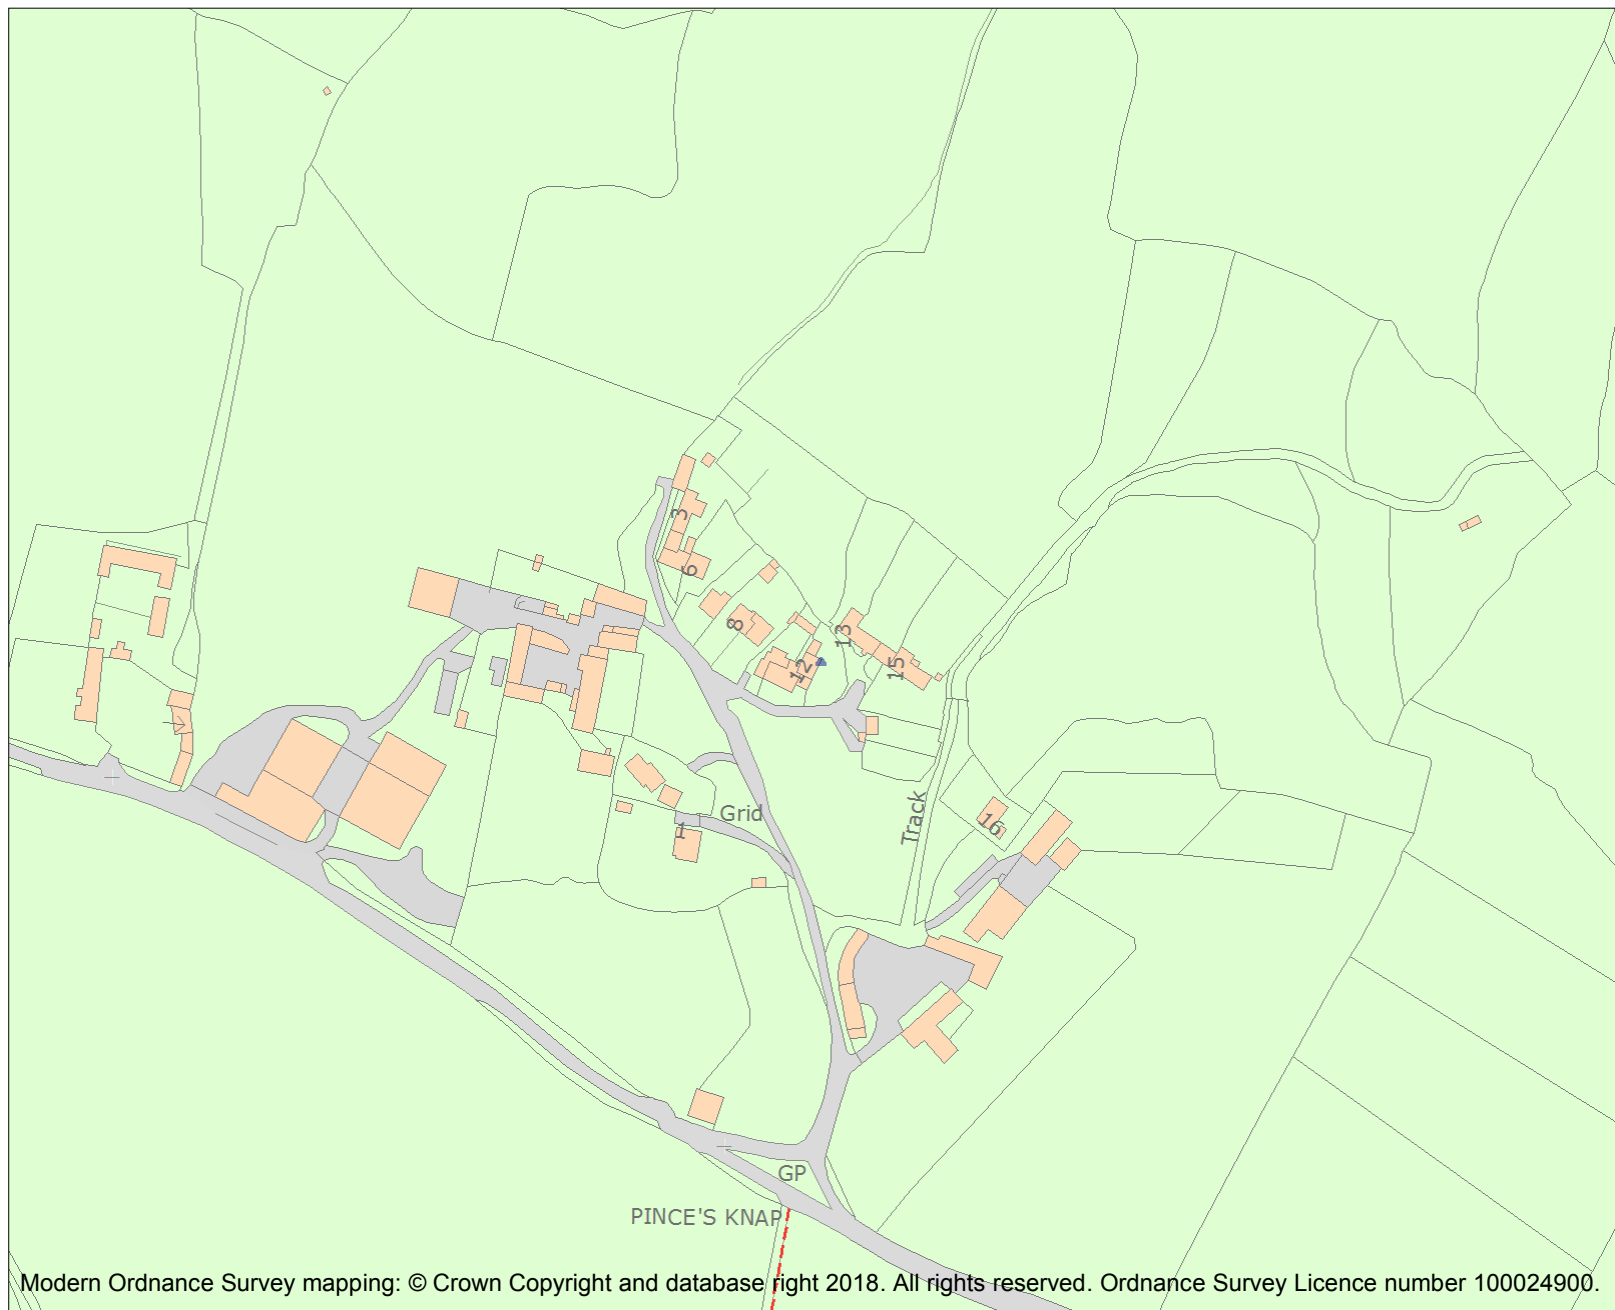 3
6
8
13
12
15
Grid
Track
1
16
GP
PINCE'S KNAP
Modern Ordnance Survey mapping: © Crown Copyright and database right 2018. All rights reserved. Ordnance Survey Licence number 100024900.